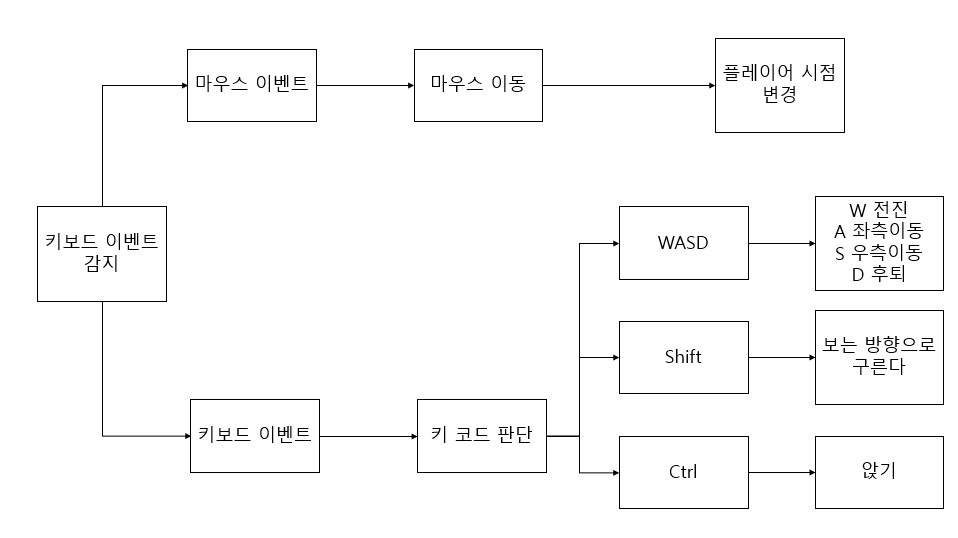 마우스 이벤트
마우스 이동
플레이어 시점
변경
키보드 이벤트
감지
WASD
W 전진
A 좌측이동
S 우측이동
D 후퇴
Shift
보는 방향으로
구른다
키보드 이벤트
키 코드 판단
Ctrl
앉기